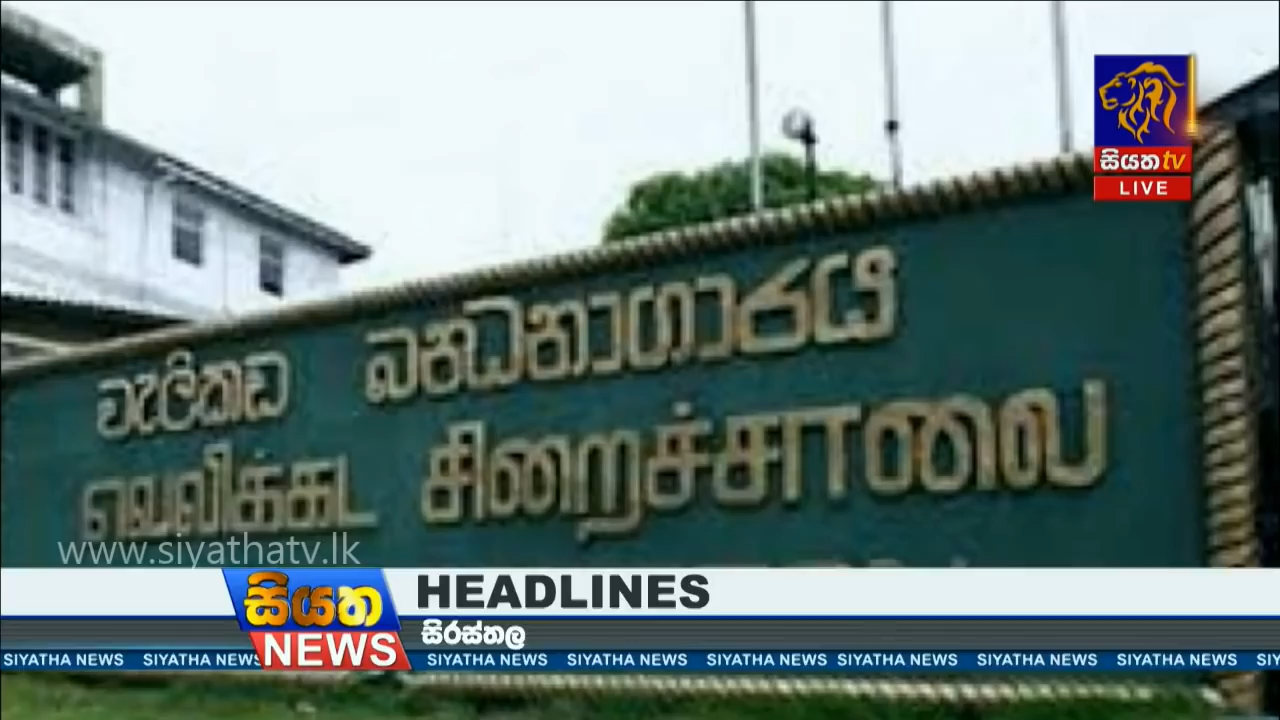 සියත tv
LIVE
වැලිකඩ බන්ධනාගාරය
வெலிக்கடை சிறைச்சாலை
www.siyathatv.lk
සියත
NEWS
HEADLINES
සිරස්තල
SIYATHA NEWS SIYATHA NEWS SIYATHA NEWS SIYATHA NEWS SIYATHA NEWS SIYATHA NEWS SIYATHA NEWS SIYATHA NEWS